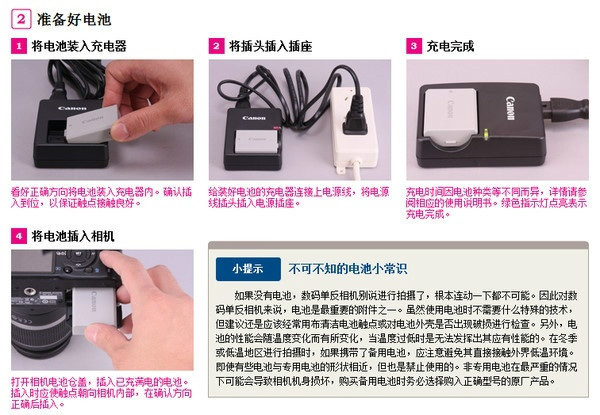 2 准备好电池
1 将电池装入充电器
Canon
Canon
看好正确方向将电池装入充电器内。确认插
入到位，以保证触点接触良好。
2 将插头插入插座
Canon
给装好电池的充电器连接上电源线，将电源
线插头插入电源插座。
3 充电完成
Canon
Canon
充电时间因电池种类等不同而异，详情请参
阅相应的使用说明书。绿色指示灯点亮表示
充电完成。
4 将电池插入相机
Canon
打开相机电池仓盖，插入已充满电的电池。
插入时应使触点朝向相机内部，在确认方向
正确后插入。
小提示 不可不知的电池小常识
如果没有电池，数码单反相机别说进行拍摄了，根本连动一下都不可能。因此对数
码单反相机来说，电池是最重要的附件之一。虽然使用电池时不需要什么特殊的技术，
但建议还是应该经常用布清洁电池触点或对电池外壳是否出现破损进行检查。另外，电
池的性能会随温度变化而有所变化，当温度过低时是无法发挥出其应有性能的。在冬季
或低温地区进行拍摄时，如果携带了备用电池，应注意避免其直接接触外界低温环境。
即使有些电池与专用电池的形状相近，但也是禁止使用的。非专用电池在最严重的情况
下可能会导致相机机身损坏，购买备用电池时务必选择购入正确型号的原厂产品。